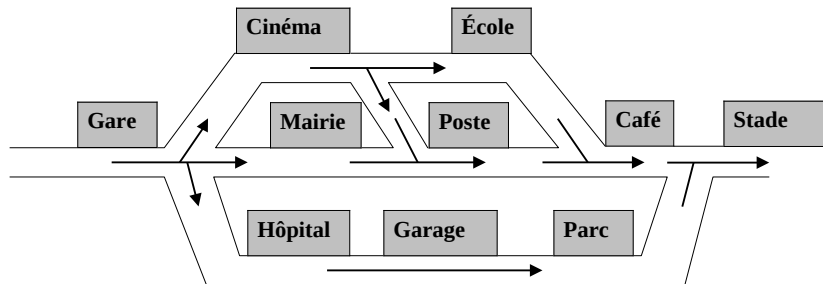 Cinéma
École
Gare
Mairie
Poste
Café
Stade
Hôpital
Garage
Parc